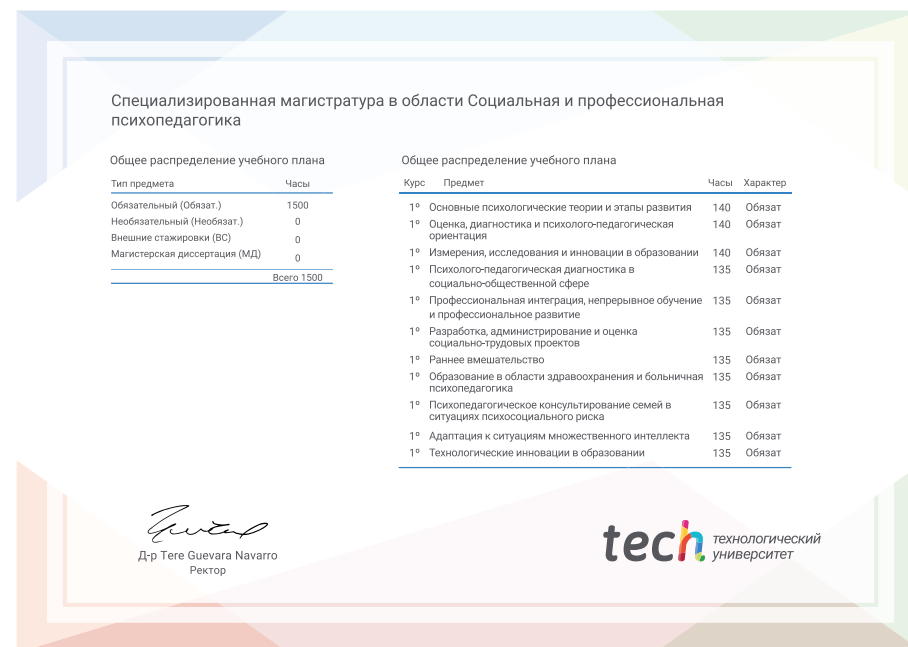 Специализированная магистратура в области Социальная и профессиональная
психопедагогика
Общее распределение учебного плана
Тип предмета Часы
Обязательный (Обязат.) 1500
Необязательный (Необязат.) 0
Внешние стажировки (ВС) 0
Магистерская диссертация (МД) 0
Всего 1500
Общее распределение учебного плана
Курс Предмет Часы Характер
1º Основные психологические теории и этапы развития 140 Обязат
1º Оценка, диагностика и психолого-педагогическая 140 Обязат
ориентация
1º Измерения, исследования и инновации в образовании 140 Обязат
1º Психолого-педагогическая диагностика в 135 Обязат
социально-общественной сфере
1º Профессиональная интеграция, непрерывное обучение 135 Обязат
и профессиональное развитие
1º Разработка, администрирование и оценка 135 Обязат
социально-трудовых проектов
1º Раннее вмешательство 135 Обязат
1º Образование в области здравоохранения и больничная 135 Обязат
психопедагогика
1º Психопедагогическое консультирование семей в 135 Обязат
ситуациях психосоциального риска
1º Адаптация к ситуациям множественного интеллекта 135 Обязат
1º Технологические инновации в образовании 135 Обязат
Д-р Tere Guevara Navarro
Ректор
tech технологический
университет